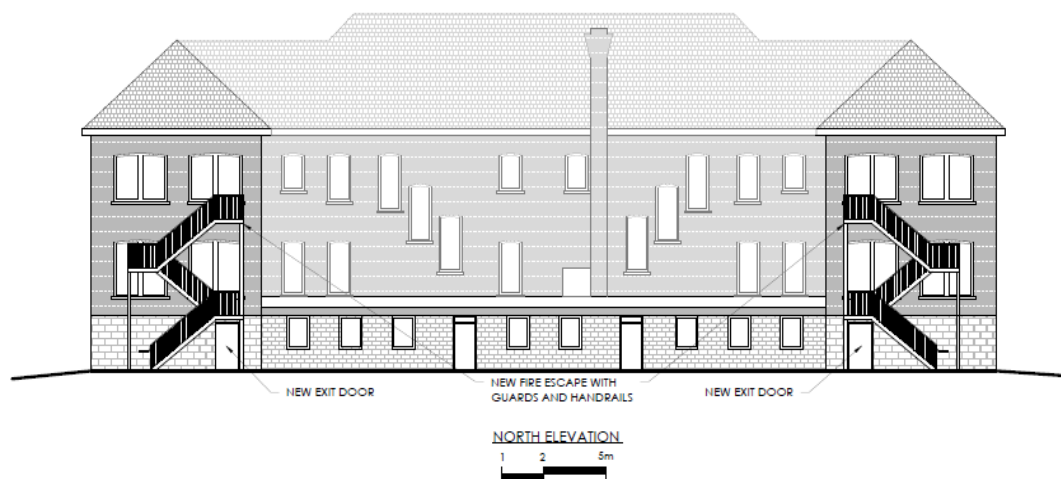 NEW EXIT DOOR
NEW FIRE ESCAPE WITH
GUARDS AND HANDRAILS
NEW EXIT DOOR
NORTH ELEVATION
1 2 5m